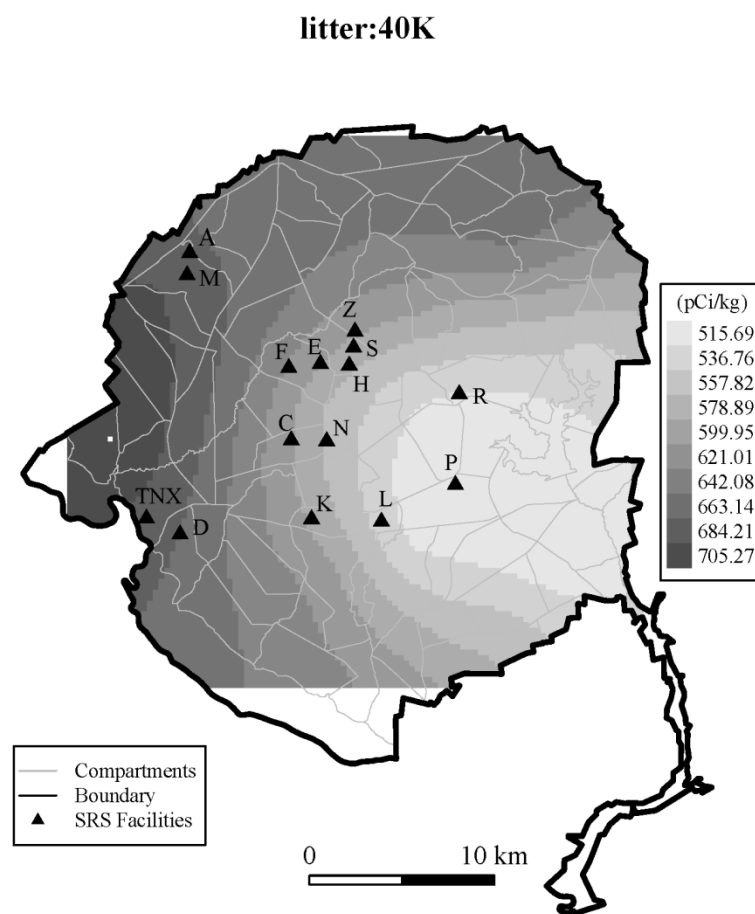 litter:40K
A
M
Z
S
F
E
H
R
C
N
P
TNX
D
K
L
(pCi/kg)
515.69
536.76
557.82
578.89
599.95
621.01
642.08
663.14
684.21
705.27
Compartments
Boundary
SRS Facilities
0 10 km